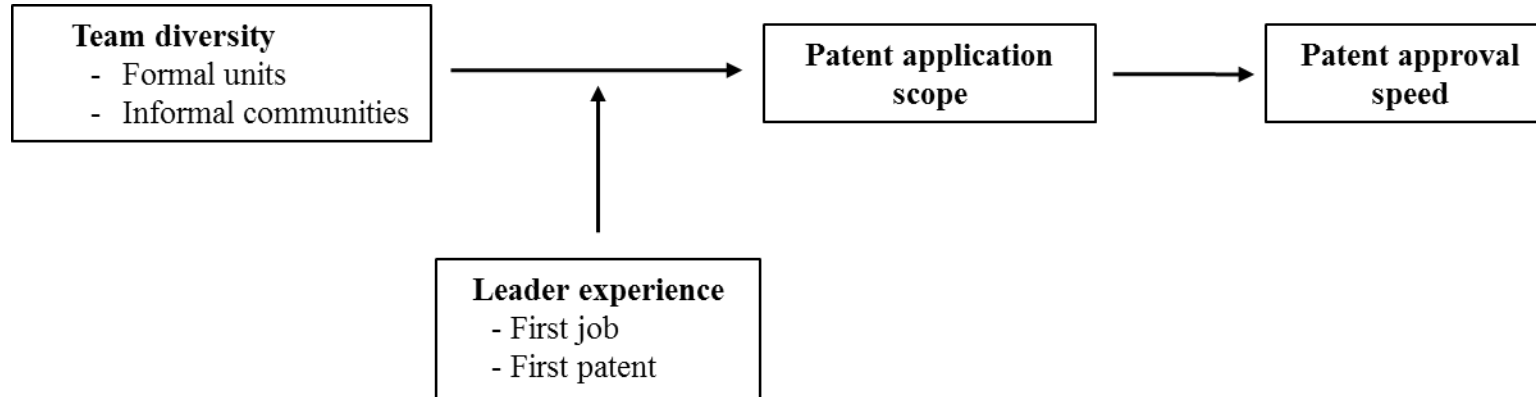 Team diversity
- Formal units
- Informal communities
Patent application
scope
Patent approval
speed
Leader experience
- First job
- First patent